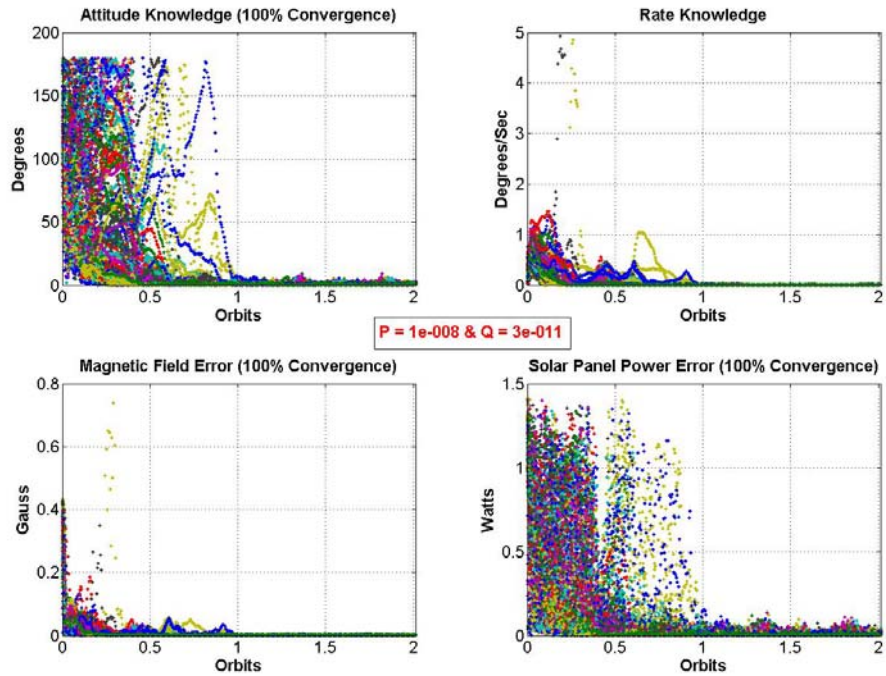 Attitude Knowledge (100% Convergence)
200
150
100
50
0
Degrees
0 0.5 1 1.5 2
Orbits
Rate Knowledge
5
4
3
2
1
0
Degrees/Sec
0 0.5 1 1.5 2
Orbits
P = 1e-008 & Q = 3e-011
Magnetic Field Error (100% Convergence)
0.8
0.6
0.4
0.2
0
Gauss
0 0.5 1 1.5 2
Orbits
Solar Panel Power Error (100% Convergence)
1.5
1
0.5
0
Watts
0 0.5 1 1.5 2
Orbits